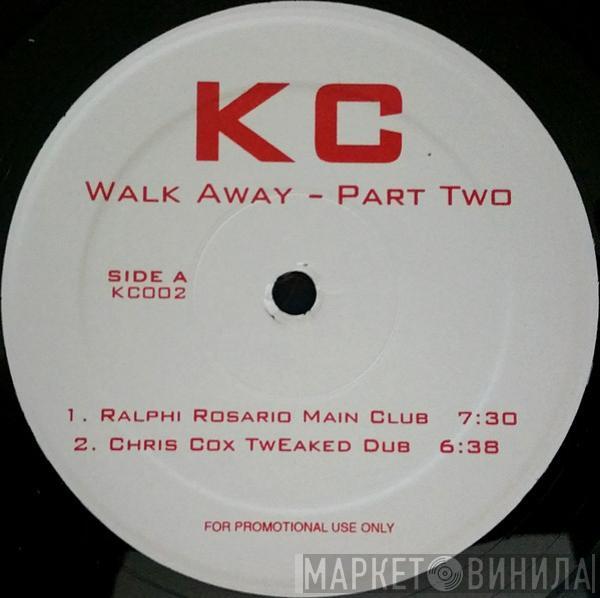 KC
WALK AWAY – PART TWO
SIDE A
KC002
1. RALPHI ROSARIO MAIN CLUB 7:30
2. CHRIS COX TWEAKED DUB 6:38
FOR PROMOTIONAL USE ONLY
МАРКЕТ ВИНИЛА